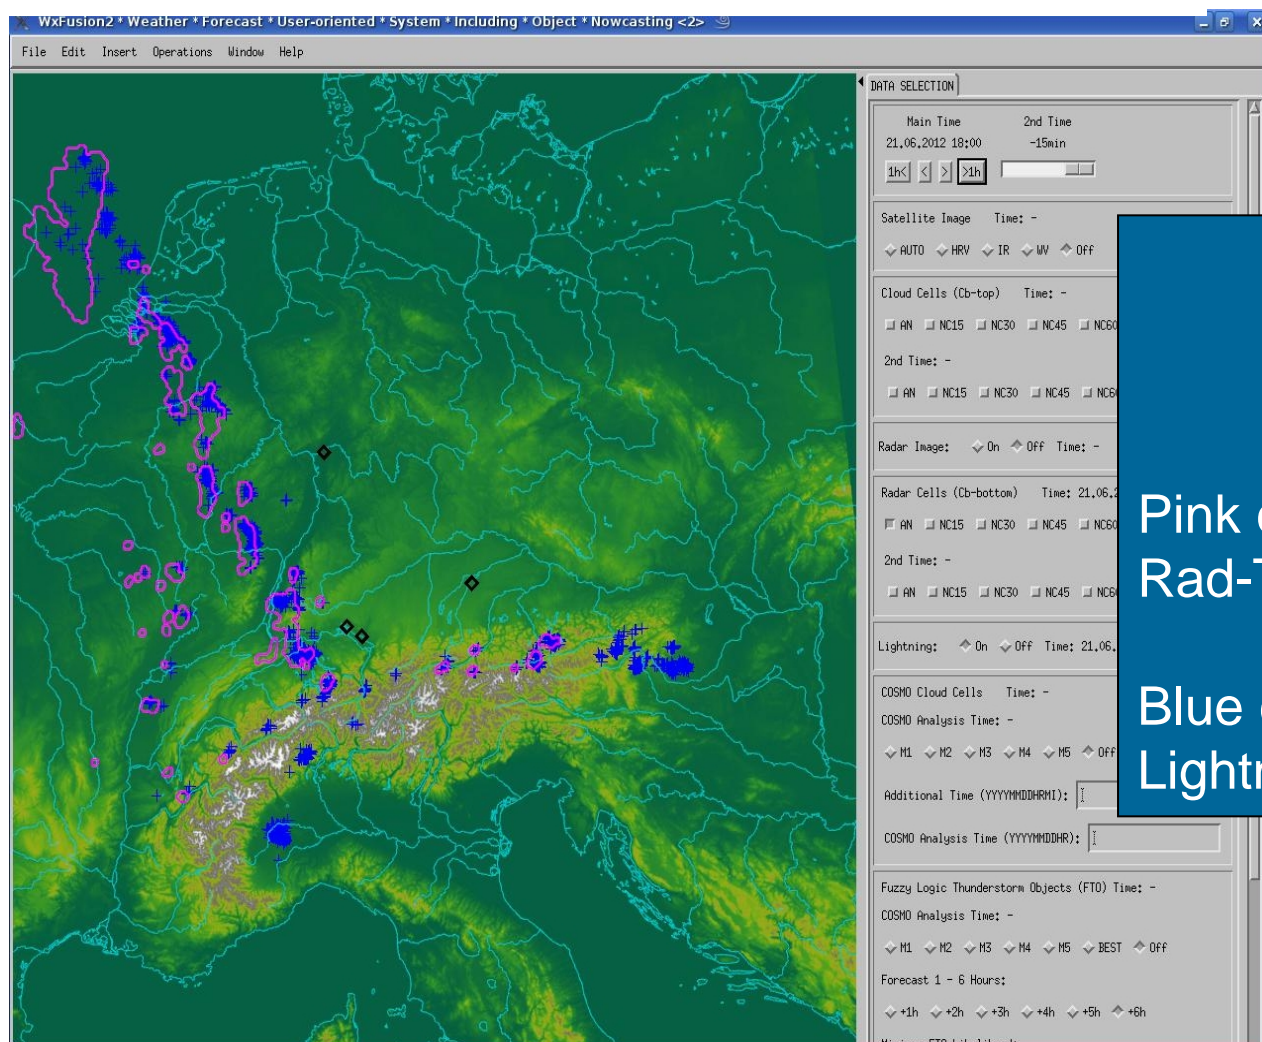 WxFusion2 * Weather * Forecast * User-oriented * System * Including * Object * Nowcasting <2>
File Edit Insert Operations Window Help
DATA SELECTION
Main Time 2nd Time
21.06.2012 18:00 -15min
1h< < > >1h
Satellite Image Time: -
AUTO HRV IR WV Off
Cloud Cells (Cb-top) Time: -
AN NC15 NC30 NC45 NC60
2nd Time: -
AN NC15 NC30 NC45 NC6
Radar Image: On Off Time: -
Radar Cells (Cb-bottom) Time: 21.06.2
AN NC15 NC30 NC45 NC60
2nd Time: -
AN NC15 NC30 NC45 NC6
Lightning: On Off Time: 21.06.
COSMO Cloud Cells Time: -
COSMO Analysis Time: -
M1 M2 M3 M4 M5 Off
Additional Time (YYYYMMDDHRMI):
COSMO Analysis Time (YYYYMMDDHR):
Fuzzy Logic Thunderstorm Objects (FTO) Time: -
COSMO Analysis Time: -
M1 M2 M3 M4 M5 BEST Off
Forecast 1 - 6 Hours:
+1h +2h +3h +4h +5h +6h
Pink
Rad-T
Blue
Lightn